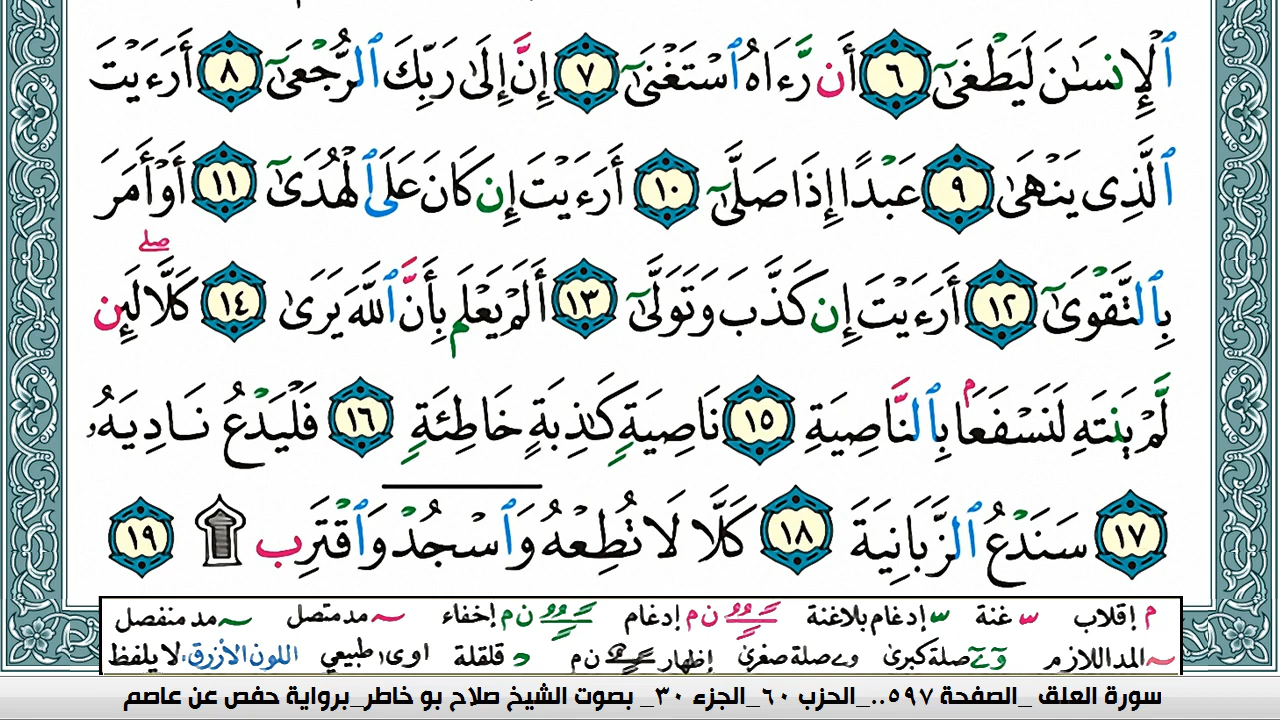 ٱلْإِنسَـٰنَ لَيَطْغَىٰٓ ٦ أَن رَّءَاهُ ٱسْتَغْنَىٰٓ ٧ إِنَّ إِلَىٰ رَبِّكَ ٱلرُّجْعَىٰٓ ٨ أَرَءَيْتَ
ٱلَّذِى يَنْهَىٰ ٩ عَبْدًا إِذَا صَلَّىٰٓ ١٠ أَرَءَيْتَ إِن كَانَ عَلَى ٱلْهُدَىٰٓ ١١ أَوْ أَمَرَ
بِٱلتَّقْوَىٰٓ ١٢ أَرَءَيْتَ إِن كَذَّبَ وَتَوَلَّىٰٓ ١٣ أَلَمْ يَعْلَم بِأَنَّ ٱللَّهَ يَرَىٰ ١٤ كَلَّا لَئِن
لَّمْ يَنتَهِ لَنَسْفَعَۢا بِٱلنَّاصِيَةِ ١٥ نَاصِيَةٍ كَـٰذِبَةٍ خَاطِئَةٍ ١٦ فَلْيَدْعُ نَادِيَهُۥ
١٧ سَنَدْعُ ٱلزَّبَانِيَةَ ١٨ كَلَّاۖ لَا تُطِعْهُ وَٱسْجُدْ وَٱقْتَرِب ۩ ١٩
م إقلاب ّ غنة ّ إدغام بلاغنة ن م إدغام ن م إخفاء ~ مد متصل ~ مد منفصل
~ المد اللازم و ے صلة كبرىٰ و ے صلة صغرىٰ إظهار ن م د قلقلة اوى طبيعي اللون الأزرق: لا يلفظ
سورة العلق _الصفحة ٥٩٧.._الحزب ٦٠_الجزء ٣٠_ بصوت الشيخ صلاح بو خاطر_برواية حفص عن عاصم